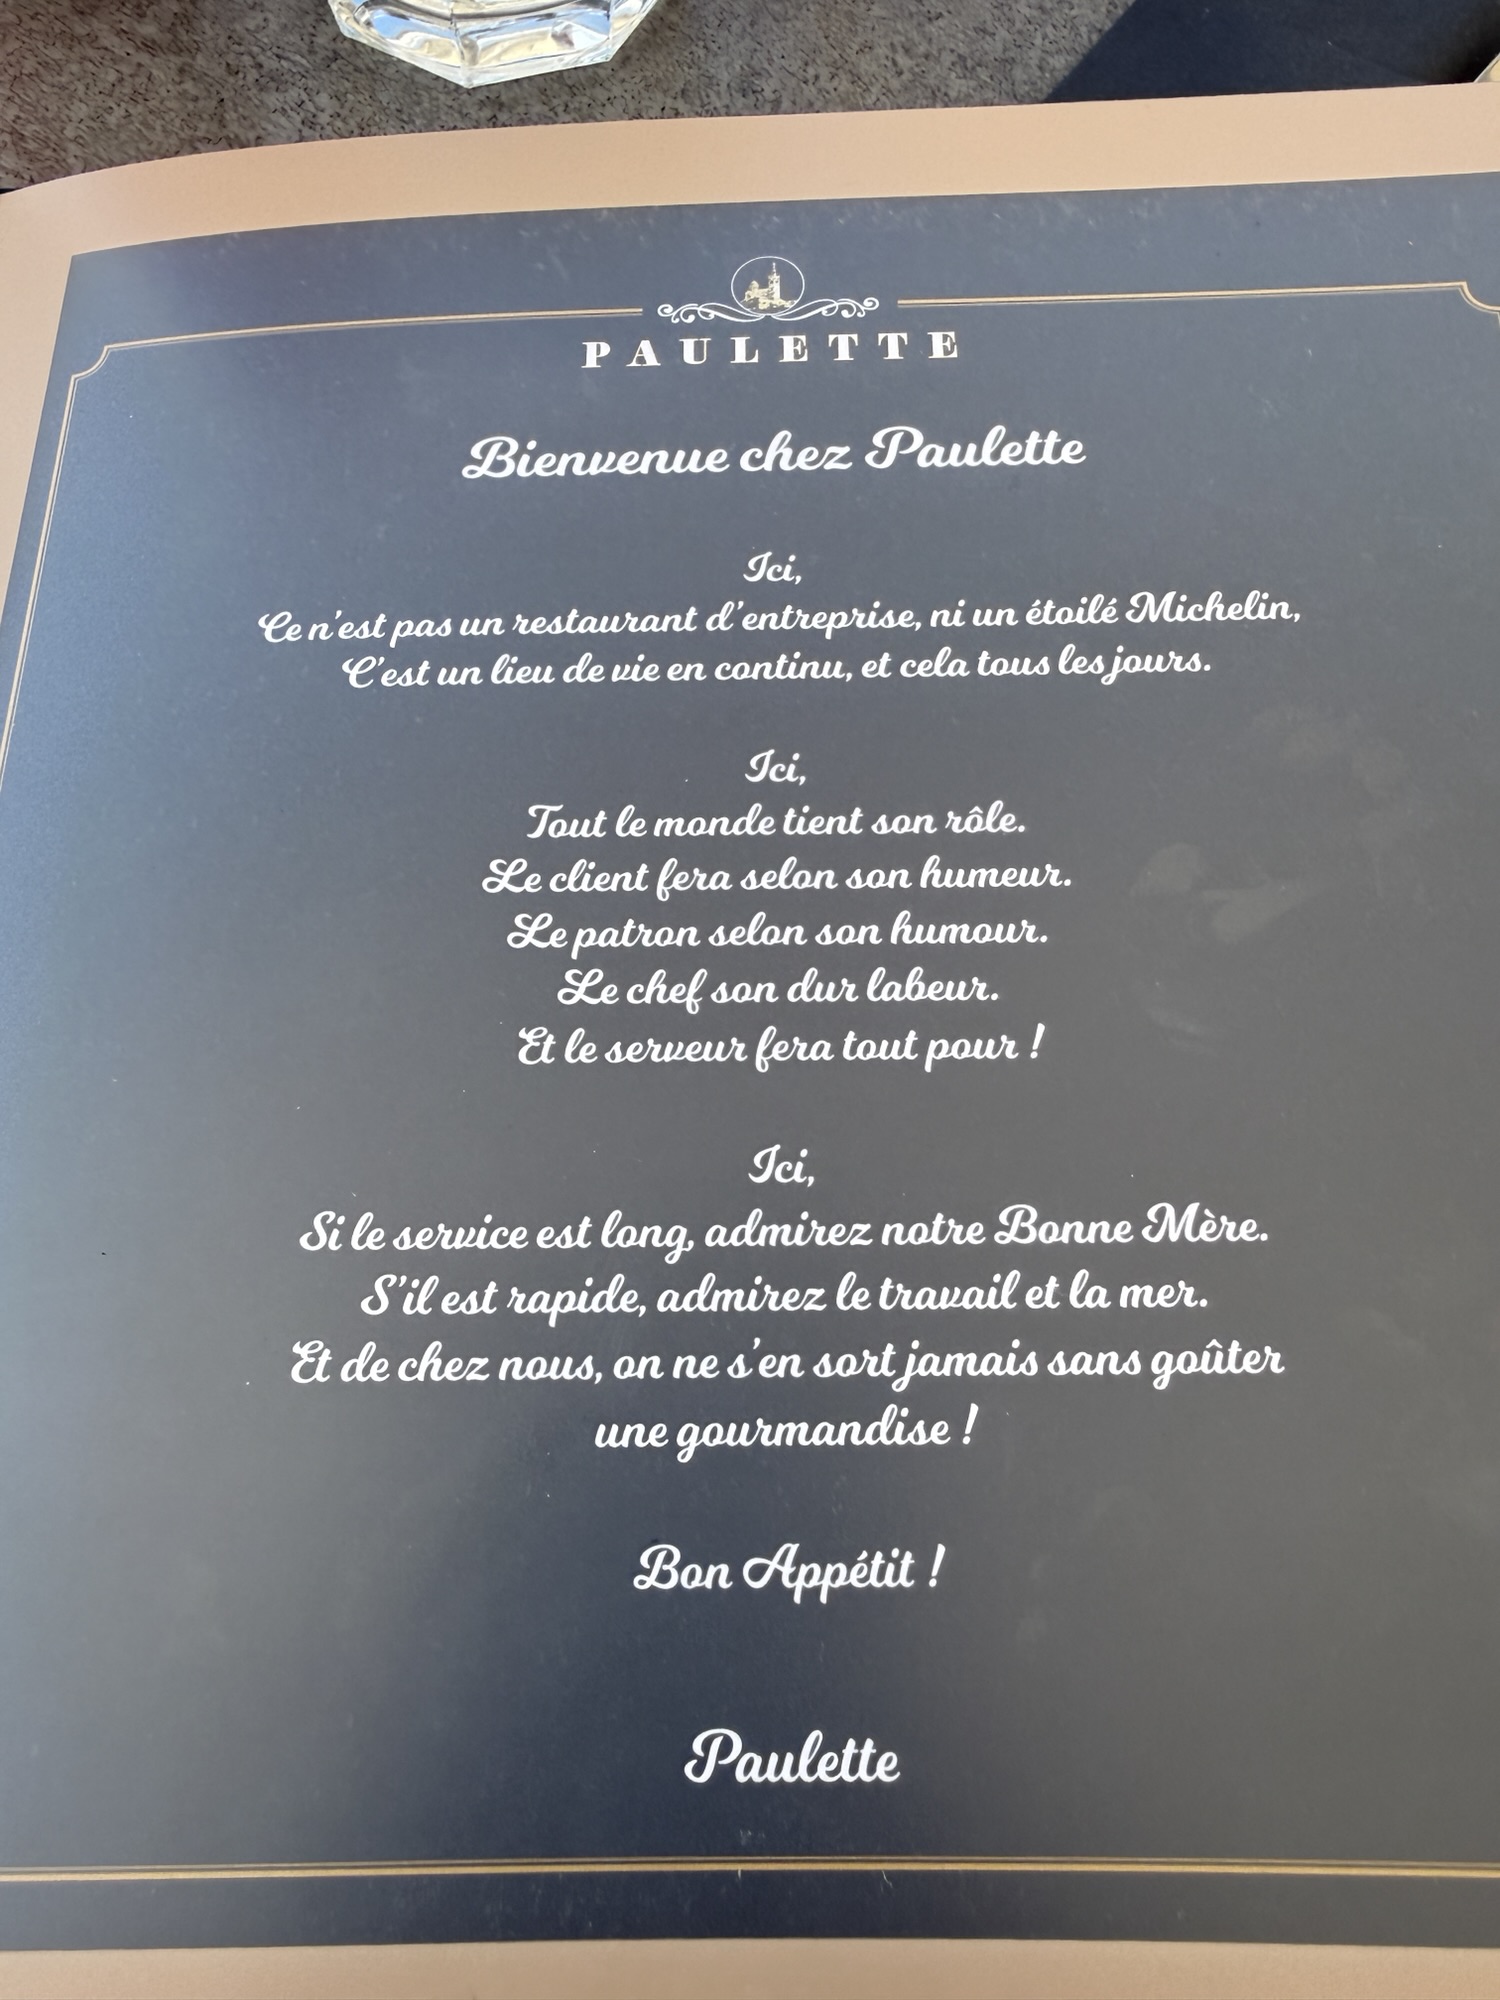 PAULETTE
Bienvenue chez Paulette
Ici,
Ce n'est pas un restaurant d'entreprise, ni un étoilé Michelin,
C'est un lieu de vie en continu, et cela tous les jours.
Ici,
Tout le monde tient son rôle.
Le client fera selon son humeur.
Le patron selon son humour.
Le chef son dur labeur.
Et le serveur fera tout pour !
Ici,
Si le service est long, admirez notre Bonne Mère.
S'il est rapide, admirez le travail et la mer.
Et de chez nous, on ne s'en sort jamais sans goûter
une gourmandise !
Bon Appétit !
Paulette